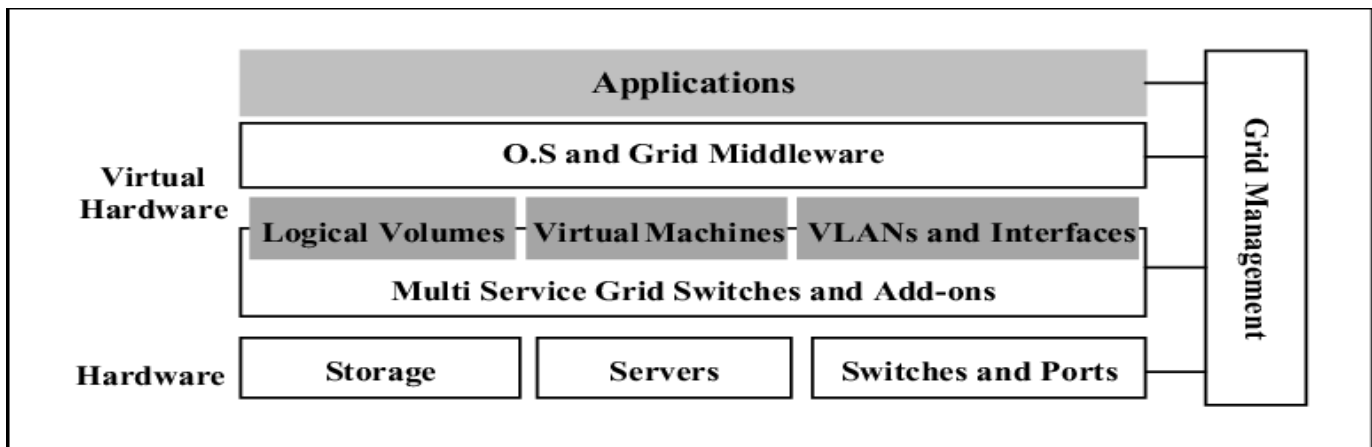 Applications
O.S and Grid Middleware
Virtual
Hardware
Logical Volumes
Virtual Machines
VLANs and Interfaces
Multi Service Grid Switches and Add-ons
Hardware
Storage
Servers
Switches and Ports
Grid Management